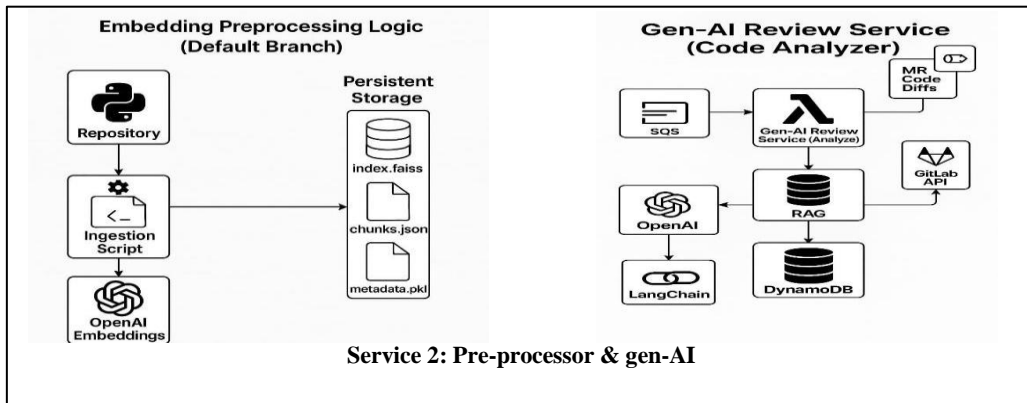 Embedding Preprocessing Logic
(Default Branch)
Repository
Ingestion
Script
OpenAI
Embeddings
Persistent
Storage
index.faiss
chunks.json
metadata.pkl
Gen-AI Review Service
(Code Analyzer)
SQS
Gen-AI Review
Service (Analyze)
MR
Code
Diffs
GitLab
API
OpenAI
RAG
LangChain
DynamoDB
Service 2: Pre-processor & gen-AI